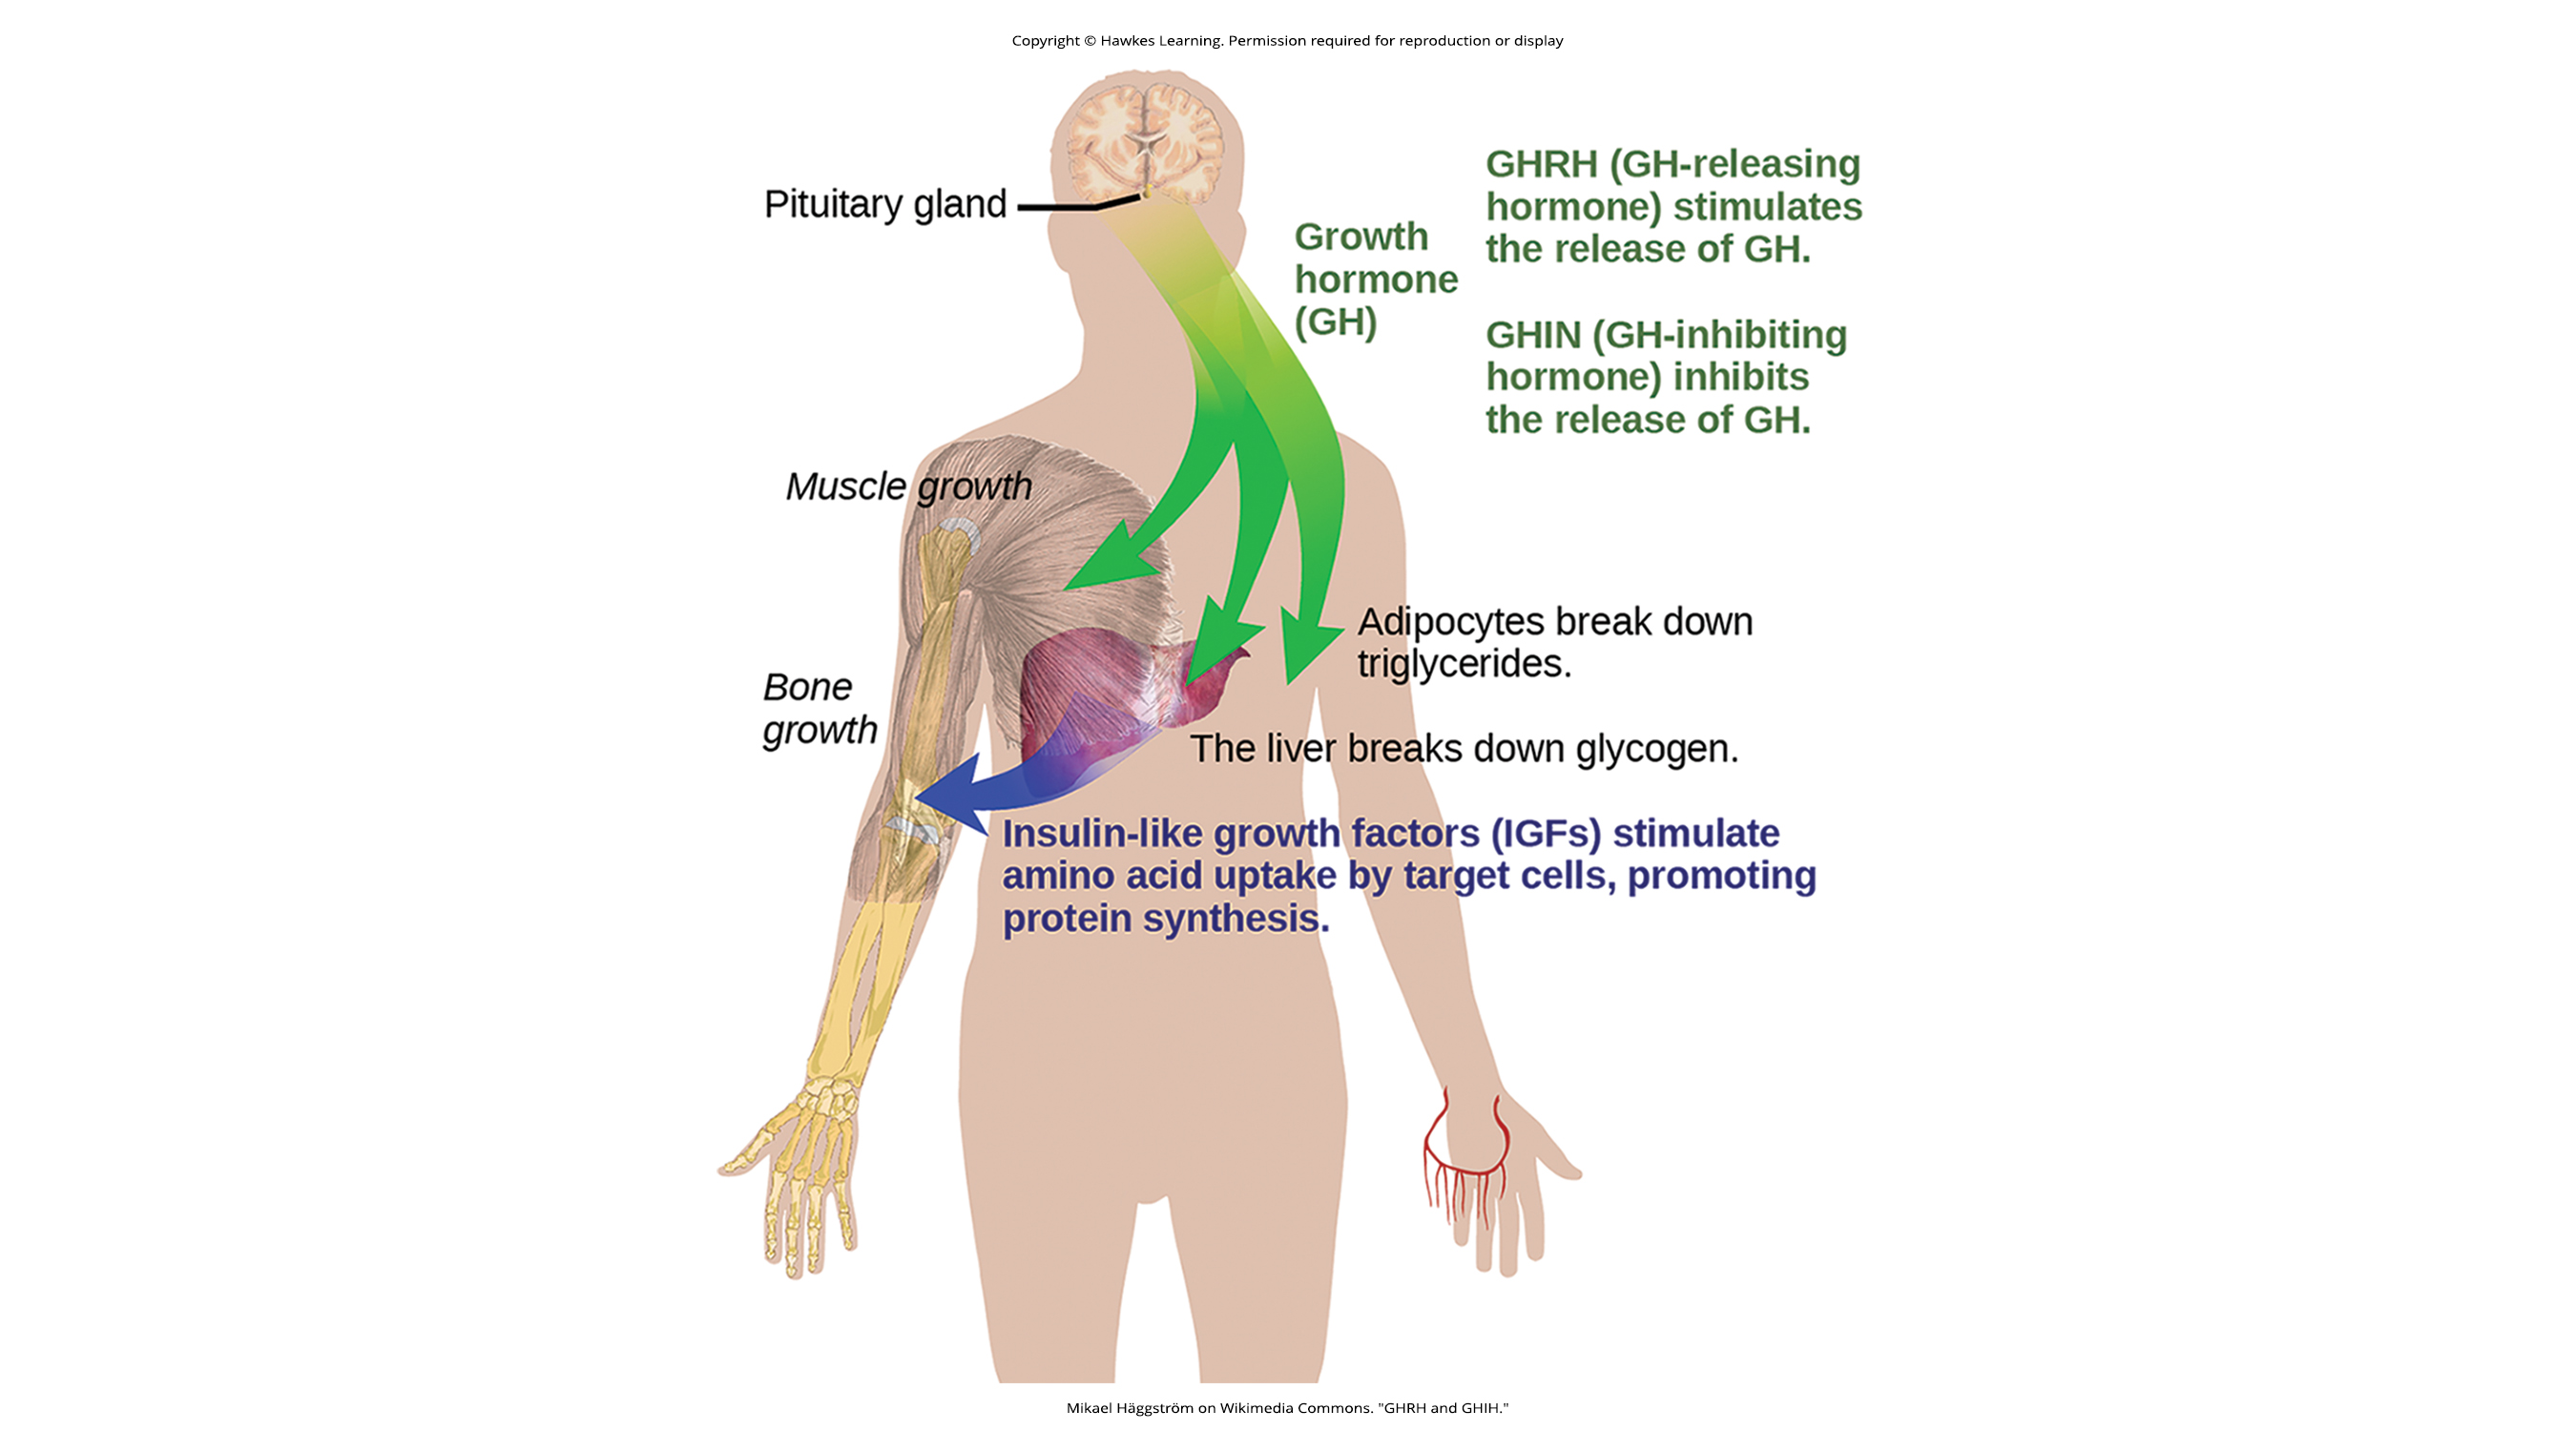 Copyright © Hawkes Learning. Permission required for reproduction or display
Pituitary gland
Growth
hormone
(GH)
GHRH (GH-releasing
hormone) stimulates
the release of GH.
GHIN (GH-inhibiting
hormone) inhibits
the release of GH.
Muscle growth
Adipocytes break down
triglycerides.
Bone
growth
The liver breaks down glycogen.
Insulin-like growth factors (IGFs) stimulate
amino acid uptake by target cells, promoting
protein synthesis.
Mikael Häggström on Wikimedia Commons. "GHRH and GHIH."